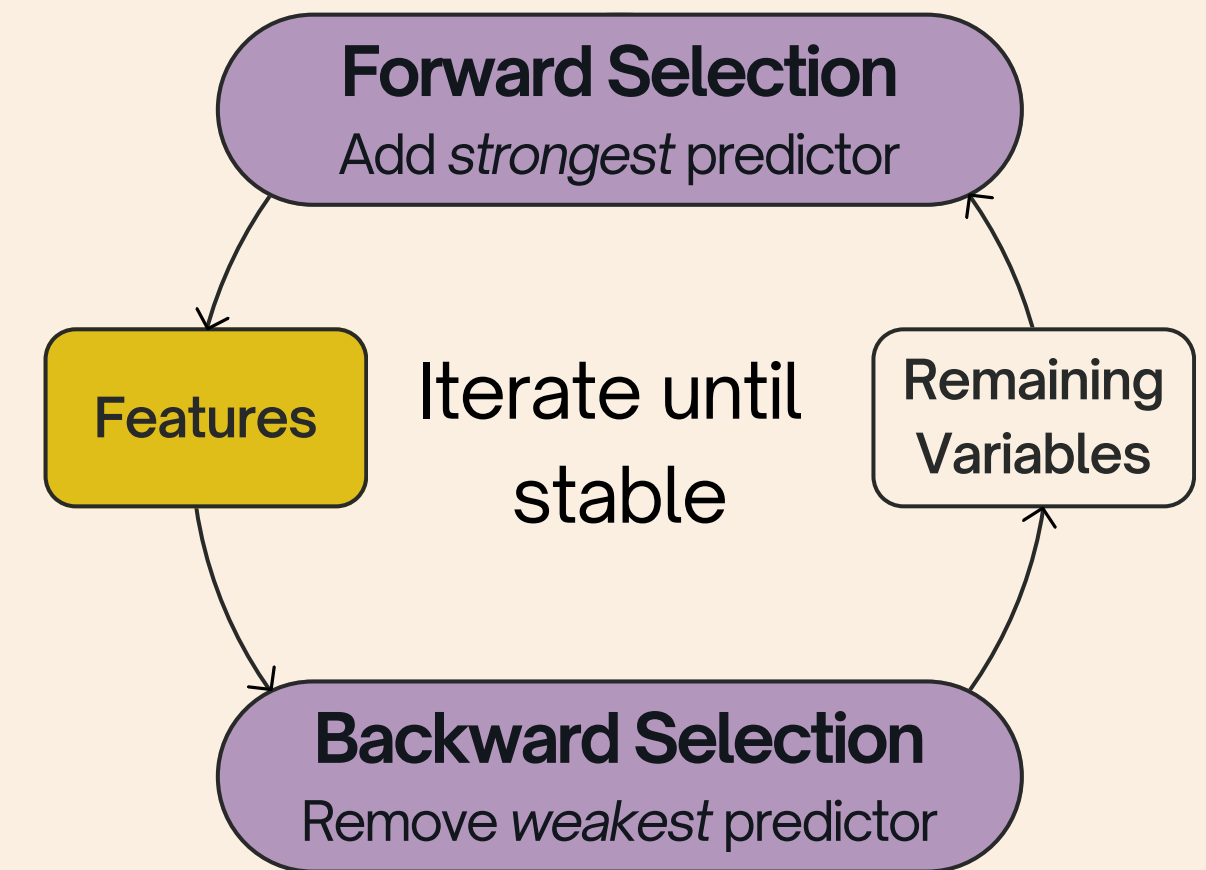 Forward Selection
Add strongest predictor
Features
Iterate until
stable
Remaining
Variables
Backward Selection
Remove weakest predictor